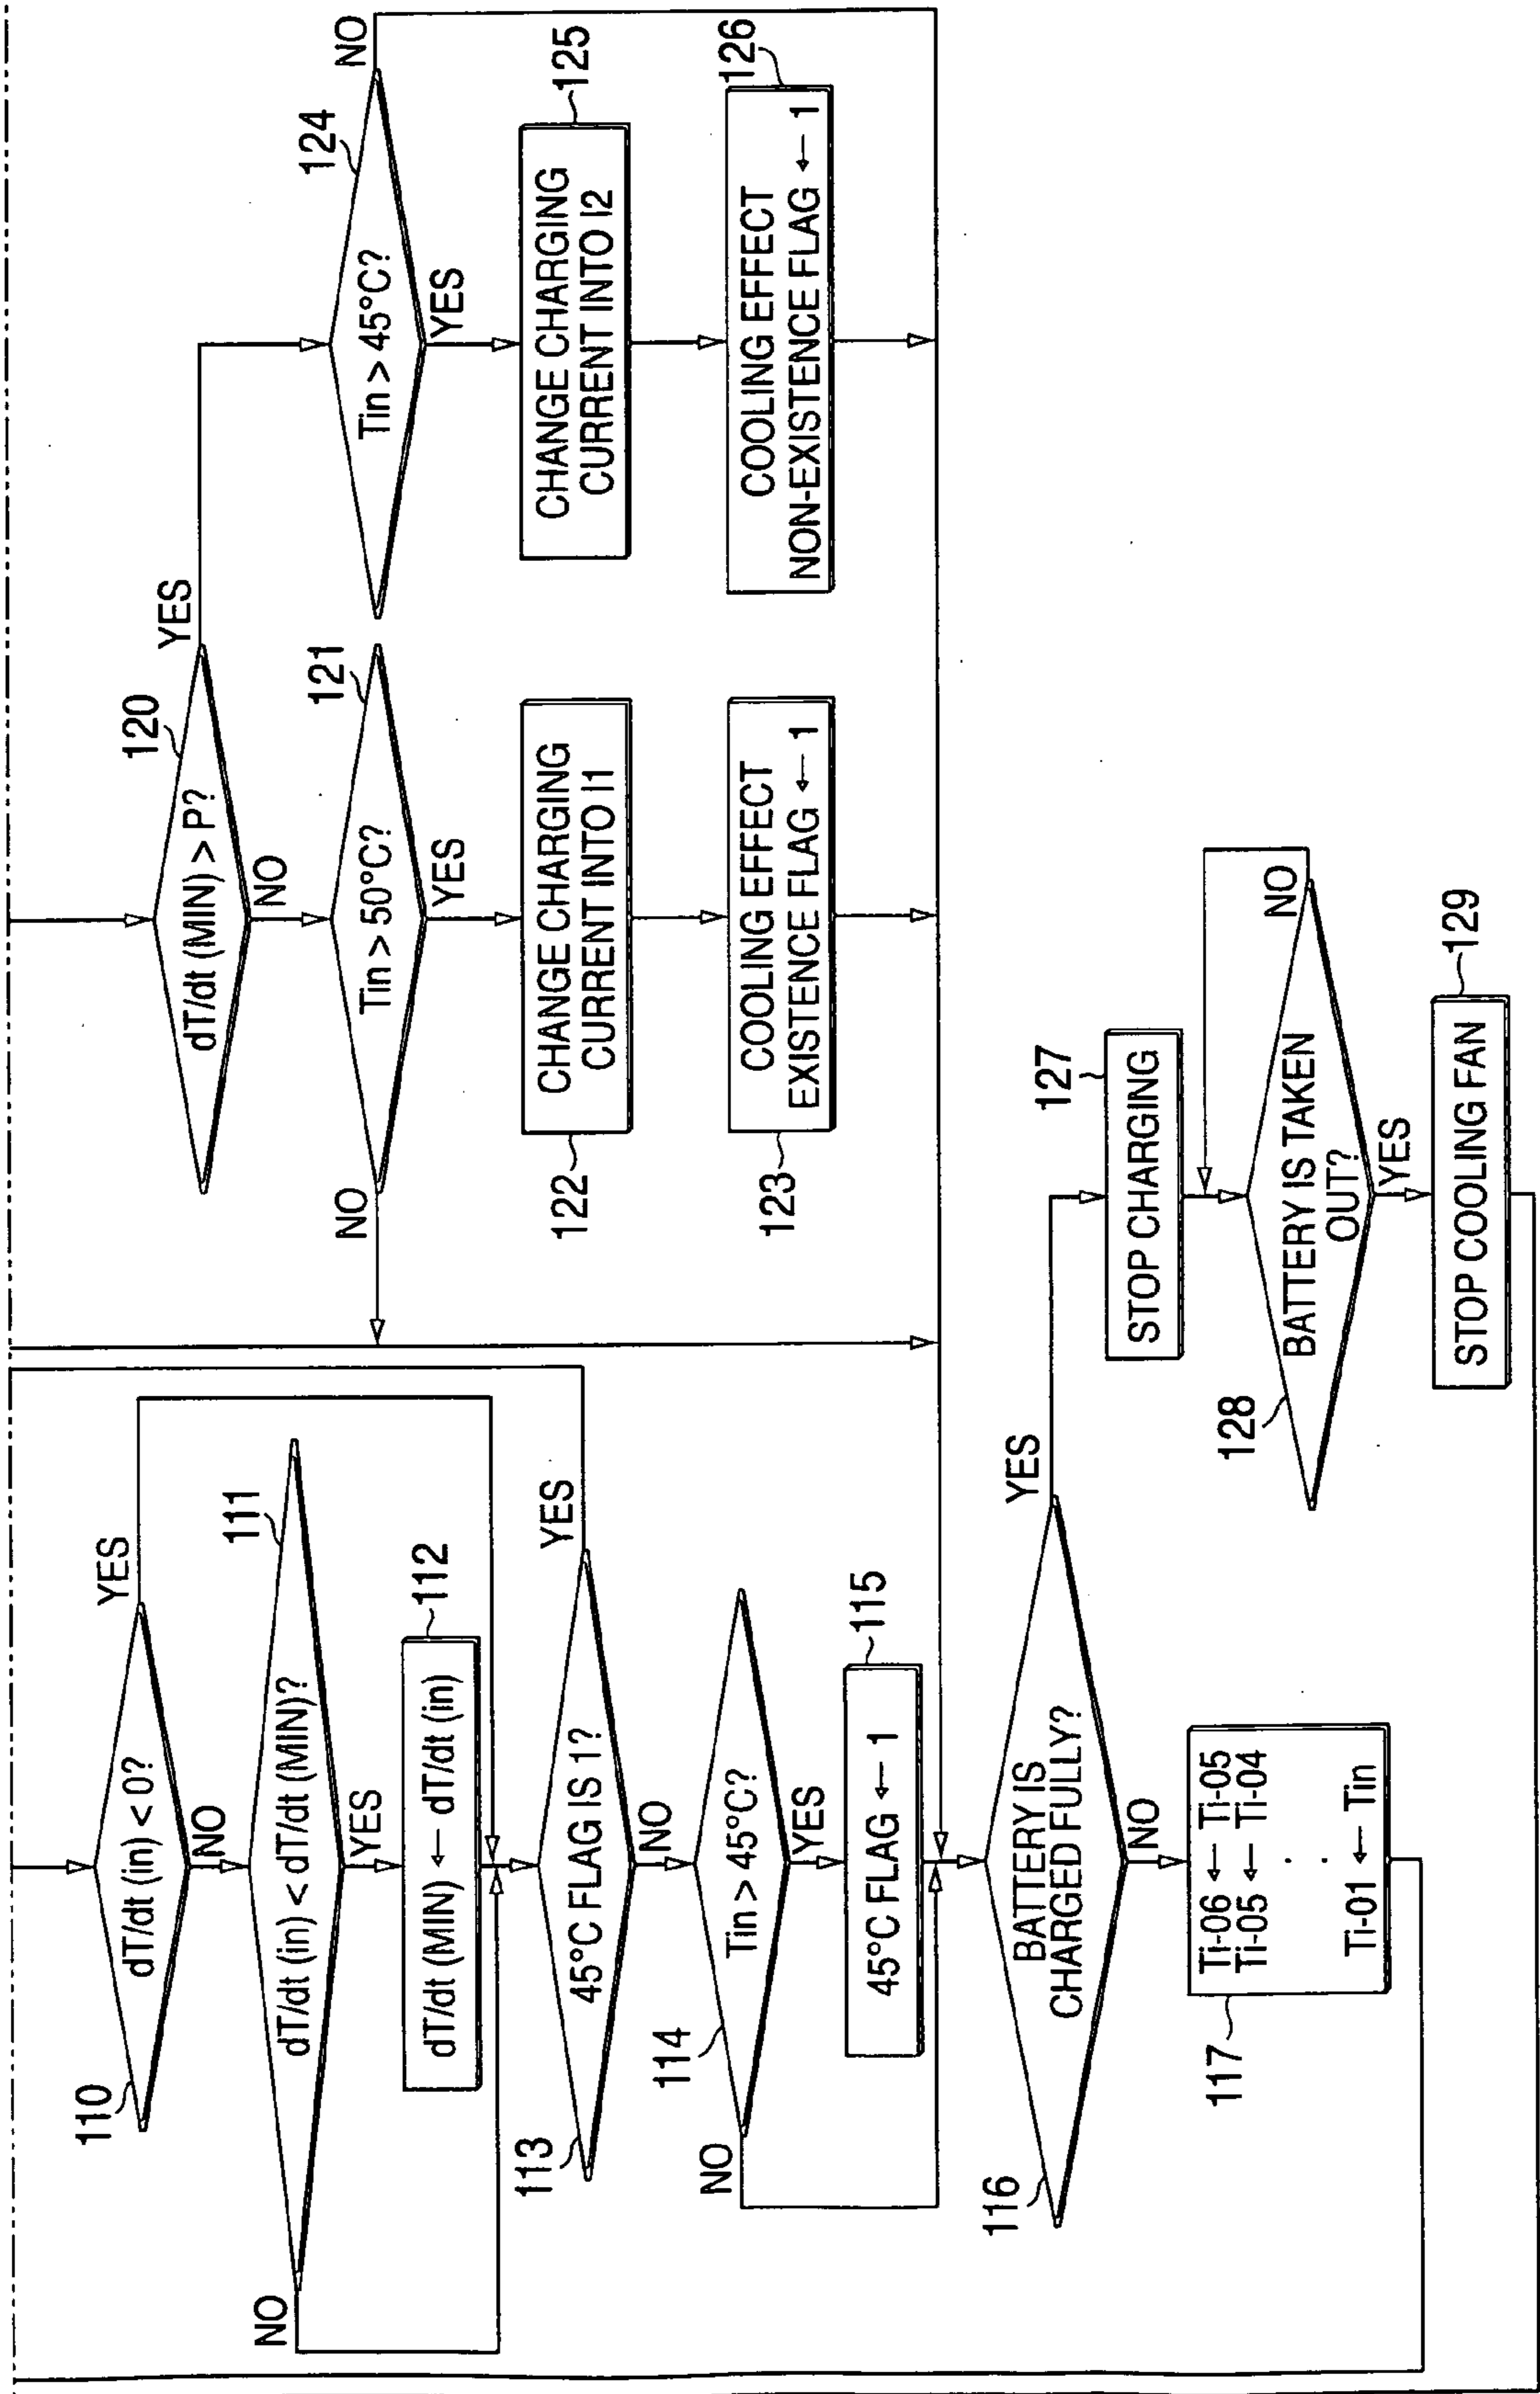 110
dT/dt (in) < 0?
YES
NO
111
dT/dt (in) < dT/dt (MIN)?
NO
YES
112
dT/dt (MIN) ← dT/dt (in)
113
45°C FLAG IS 1?
YES
NO
114
Tin > 45°C?
NO
YES
115
45°C FLAG ← 1
116
BATTERY IS
CHARGED FULLY?
YES
NO
117
Ti-06 ← Ti-05
Ti-05 ← Ti-04
. .
Ti-01 ← Tin
120
dT/dt (MIN) > P?
YES
NO
121
Tin > 50°C?
NO
YES
122
CHANGE CHARGING
CURRENT INTO I1
123
COOLING EFFECT
EXISTENCE FLAG ← 1
124
Tin > 45°C?
NO
YES
125
CHANGE CHARGING
CURRENT INTO I2
126
COOLING EFFECT
NON-EXISTENCE FLAG ← 1
127
STOP CHARGING
128
BATTERY IS TAKEN
OUT?
NO
YES
129
STOP COOLING FAN